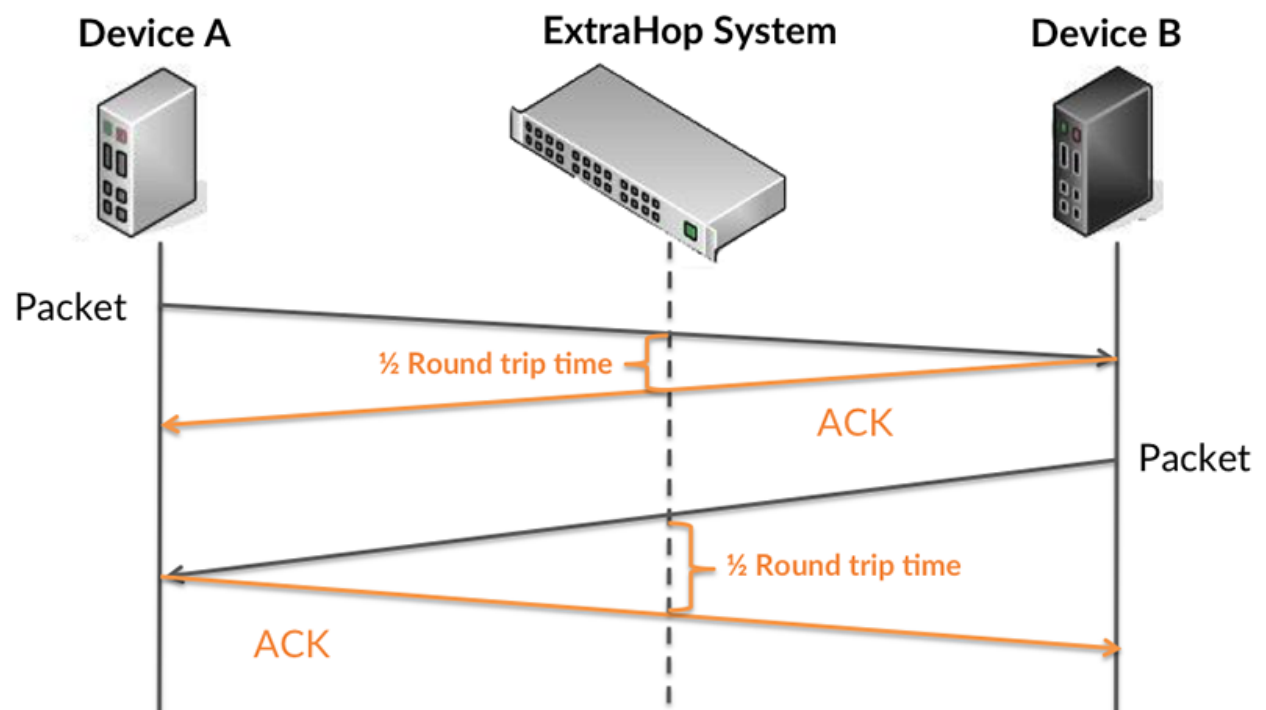 Device A
ExtraHop System
Device B
Packet
½ Round trip time
ACK
Packet
½ Round trip time
ACK